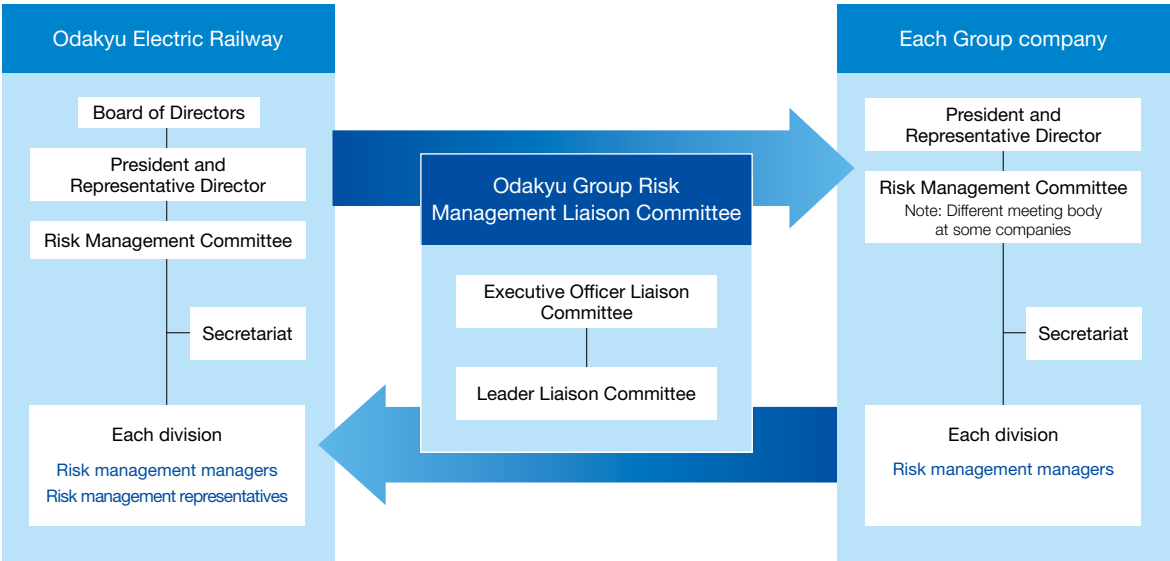 Odakyu Electric Railway
Board of Directors
President and
Representative Director
Risk Management Committee
Secretariat
Each division
Risk management managers
Risk management representatives
Odakyu Group Risk
Management Liaison Committee
Executive Officer Liaison
Committee
Leader Liaison Committee
Each Group company
President and
Representative Director
Risk Management Committee
Note: Different meeting body
at some companies
Secretariat
Each division
Risk management managers